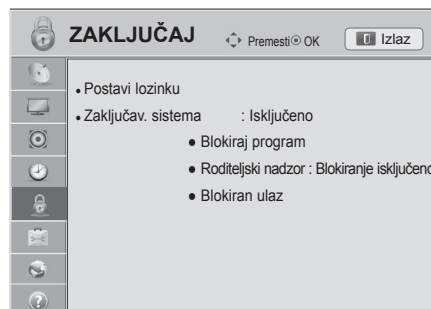 ZAKLJUČAJ Premesti OK Izlaz
• Postavi lozinku
• Zaključav. sistema : Isključeno
● Blokiraj program
● Roditeljski nadzor : Blokiranje isključeno
● Blokiran ulaz